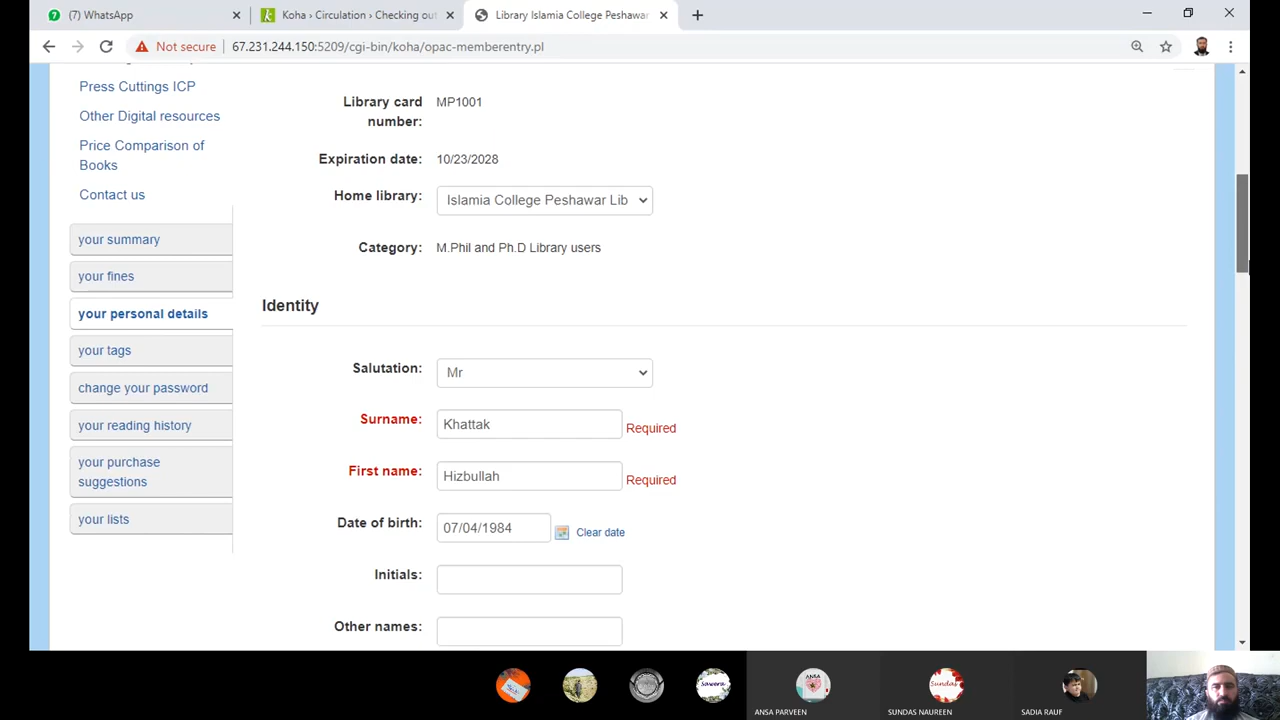 (7) WhatsApp
Koha › Circulation › Checking out
Library Islamia College Peshawar
Not secure
67.231.244.150:5209/cgi-bin/koha/opac-memberentry.pl
Press Cuttings ICP
Other Digital resources
Price Comparison of
Books
Contact us
your summary
your fines
your personal details
your tags
change your password
your reading history
your purchase
suggestions
your lists
Library card
number:
MP1001
Expiration date: 10/23/2028
Home library: Islamia College Peshawar Lib
Category: M.Phil and Ph.D Library users
Identity
Salutation: Mr
Surname: Khattak Required
First name: Hizbullah Required
Date of birth: 07/04/1984 Clear date
Initials:
Other names:
Sawera
ANSA
Sundas
ANSA PARVEEN
SUNDAS NAUREEN
SADIA RAUF